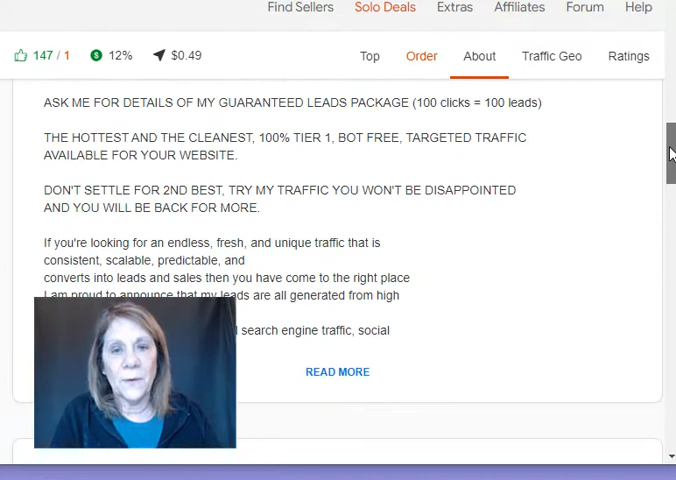 Find Sellers Solo Deals Extras Affiliates Forum Help
147 / 1 12% $0.49 Top Order About Traffic Geo Ratings
ASK ME FOR DETAILS OF MY GUARANTEED LEADS PACKAGE (100 clicks = 100 leads)
THE HOTTEST AND THE CLEANEST, 100% TIER 1, BOT FREE, TARGETED TRAFFIC
AVAILABLE FOR YOUR WEBSITE.
DON'T SETTLE FOR 2ND BEST, TRY MY TRAFFIC YOU WON'T BE DISAPPOINTED
AND YOU WILL BE BACK FOR MORE.
If you're looking for an endless, fresh, and unique traffic that is
consistent, scalable, predictable, and
converts into leads and sales then you have come to the right place
I am proud to announce that my leads are all generated from high
search engine traffic, social
READ MORE